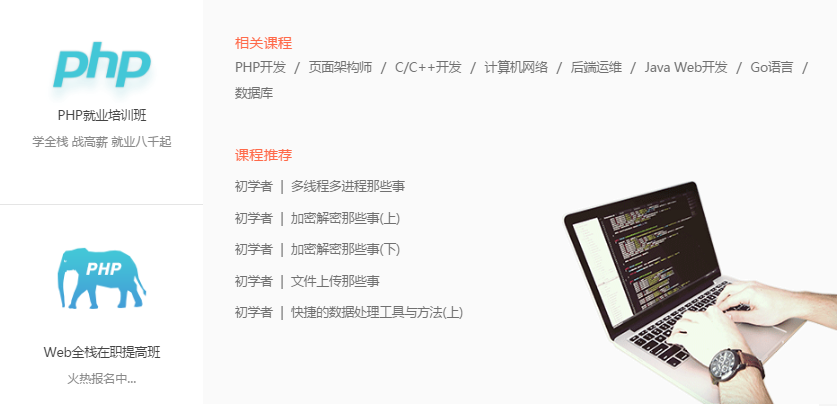 php
PHP就业培训班
学全栈 战高薪 就业八千起
PHP
Web全栈在职提高班
火热报名中...
相关课程
PHP开发 / 页面架构师 / C/C++开发 / 计算机网络 / 后端运维 / Java Web开发 / Go语言 /
数据库
课程推荐
初学者 | 多线程多进程那些事
初学者 | 加密解密那些事(上)
初学者 | 加密解密那些事(下)
初学者 | 文件上传那些事
初学者 | 快捷的数据处理工具与方法(上)